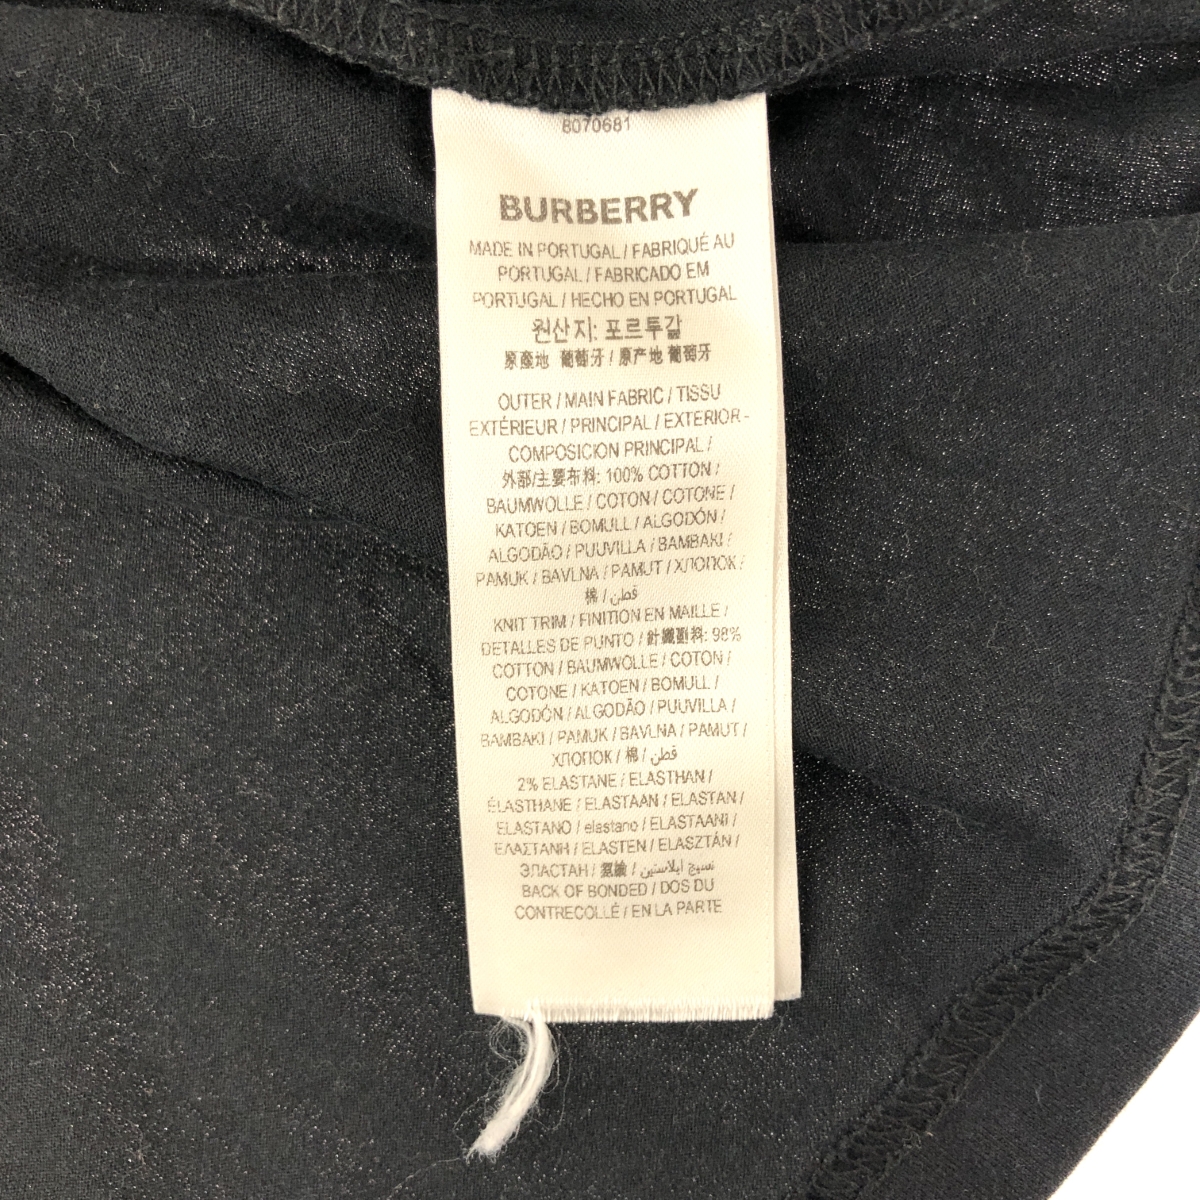 8070681
BURBERRY
MADE IN PORTUGAL / FABRIQUÉ AU
PORTUGAL / FABRICADO EM
PORTUGAL / HECHO EN PORTUGAL
원산지: 포르투갈
原產地 葡萄牙 / 原产地 葡萄牙
OUTER / MAIN FABRIC / TISSU
EXTÉRIEUR / PRINCIPAL / EXTERIOR-
COMPOSICION PRINCIPAL /
外部/主要布料: 100% COTTON /
BAUMWOLLE / COTON / COTONE /
KATOEN / BOMULL / ALGODÓN /
ALGODÃO / PUUVILLA / BAMBAKI /
PAMUK / BAVLNA / PAMUT / ХЛОПОК /
棉 / قطن
KNIT TRIM / FINITION EN MAILLE /
DETALLES DE PUNTO / 針織副料: 98%
COTTON / BAUMWOLLE / COTON /
COTONE / KATOEN / BOMULL /
ALGODÓN / ALGODÃO / PUUVILLA /
BAMBAKI / PAMUK / BAVLNA / PAMUT /
ХЛОПОК / 棉 / قطن
2% ELASTANE / ELASTHAN /
ÉLASTHANNE / ELASTAAN / ELASTAN /
ELASTANO / elastano / ELASTAANI /
ΕΛΑΣΤΑΝΗ / ELASTEN / ELASZTÁN /
ЭЛАСТАН / 氨綸 / نسيج إيلاستين /
BACK OF BONDED / DOS DU
CONTRECOLLÉ / EN LA PARTE